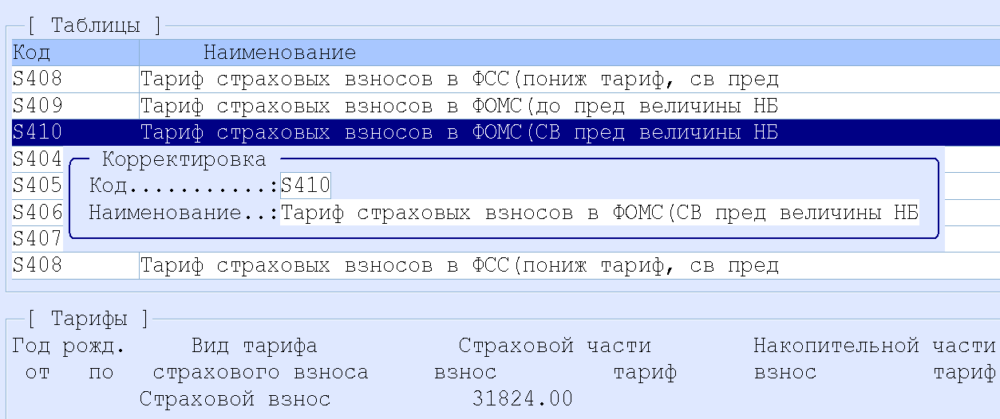 [ Таблицы ]
Код Наименование
S408 Тариф страховых взносов в ФСС(пониж тариф, св пред
S409 Тариф страховых взносов в ФОМС(до пред величины НБ
S410 Тариф страховых взносов в ФОМС(СВ пред величины НБ
S404 Корректировка
S405 Код...........:S410
S406 Наименование..:Тариф страховых взносов в ФОМС(СВ пред величины НБ
S407
S408 Тариф страховых взносов в ФСС(пониж тариф, св пред
[ Тарифы ]
Год рожд. Вид тарифа Страховой части Накопительной части
от по страхового взноса взнос тариф взнос тариф
Страховой взнос 31824.00